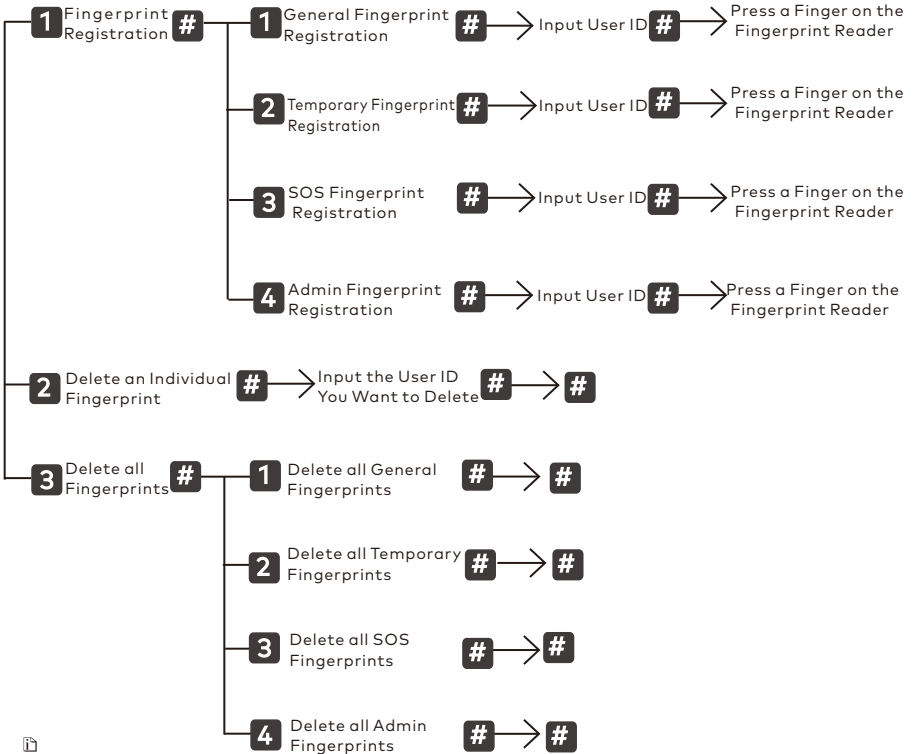 1 Fingerprint Registration # 1 General Fingerprint Registration # Input User ID # Press a Finger on the Fingerprint Reader
2 Temporary Fingerprint Registration # Input User ID # Press a Finger on the Fingerprint Reader
3 SOS Fingerprint Registration # Input User ID # Press a Finger on the Fingerprint Reader
4 Admin Fingerprint Registration # Input User ID # Press a Finger on the Fingerprint Reader
2 Delete an Individual Fingerprint # Input the User ID You Want to Delete # #
3 Delete all Fingerprints # 1 Delete all General Fingerprints # #
2 Delete all Temporary Fingerprints # #
3 Delete all SOS Fingerprints # #
4 Delete all Admin Fingerprints # #